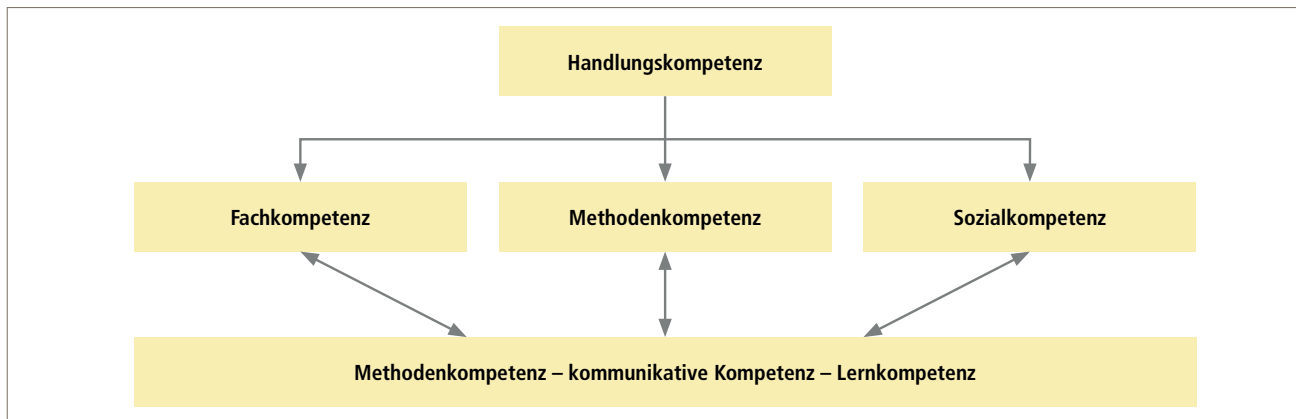 Handlungskompetenz
Fachkompetenz
Methodenkompetenz
Sozialkompetenz
Methodenkompetenz – kommunikative Kompetenz – Lernkompetenz